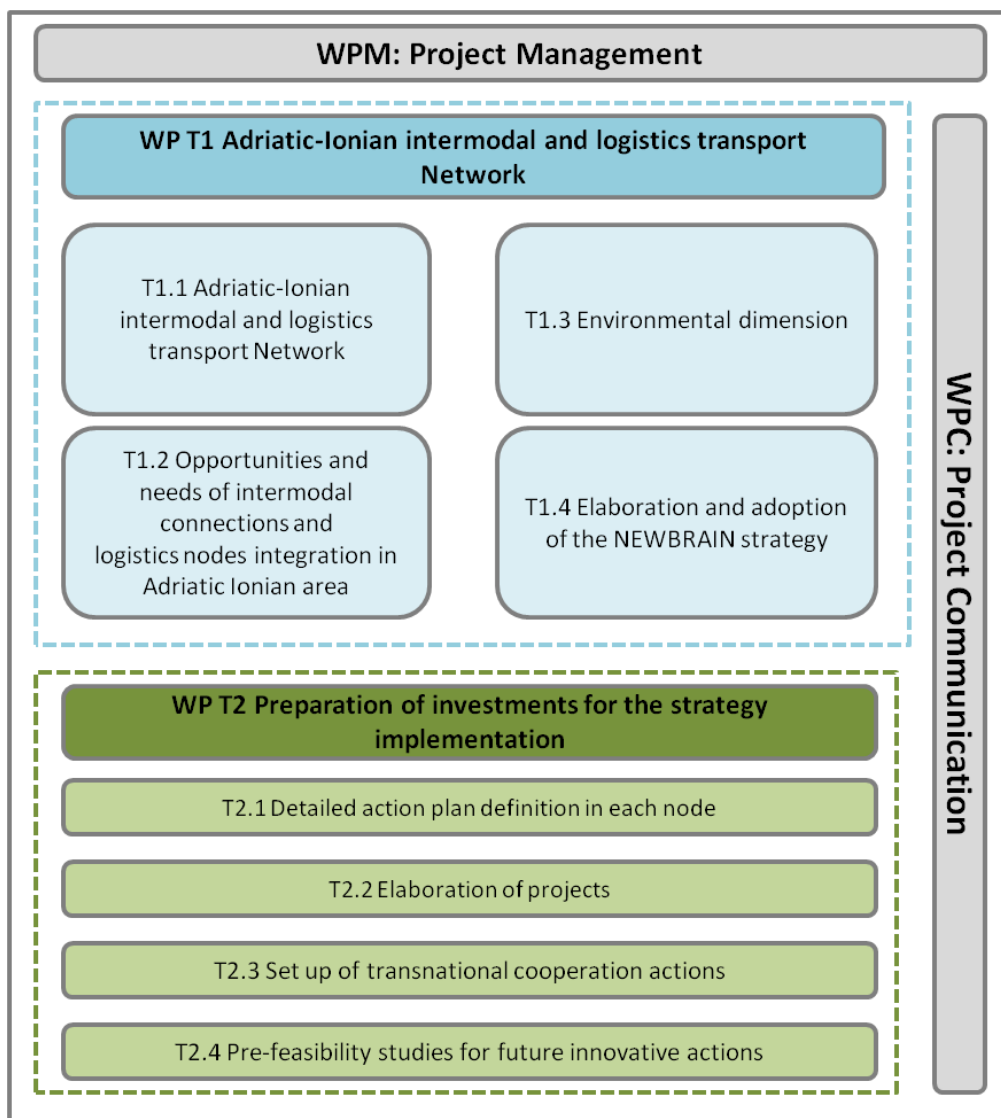 WPM: Project Management
WP T1 Adriatic-Ionian intermodal and logistics transport
Network
T1.1 Adriatic-Ionian
intermodal and logistics
transport Network
T1.3 Environmental dimension
T1.2 Opportunities and
needs of intermodal
connections and
logistics nodes integration in
Adriatic Ionian area
T1.4 Elaboration and adoption
of the NEWBRAIN strategy
WP T2 Preparation of investments for the strategy
implementation
T2.1 Detailed action plan definition in each node
T2.2 Elaboration of projects
T2.3 Set up of transnational cooperation actions
T2.4 Pre-feasibility studies for future innovative actions
WPC: Project Communication